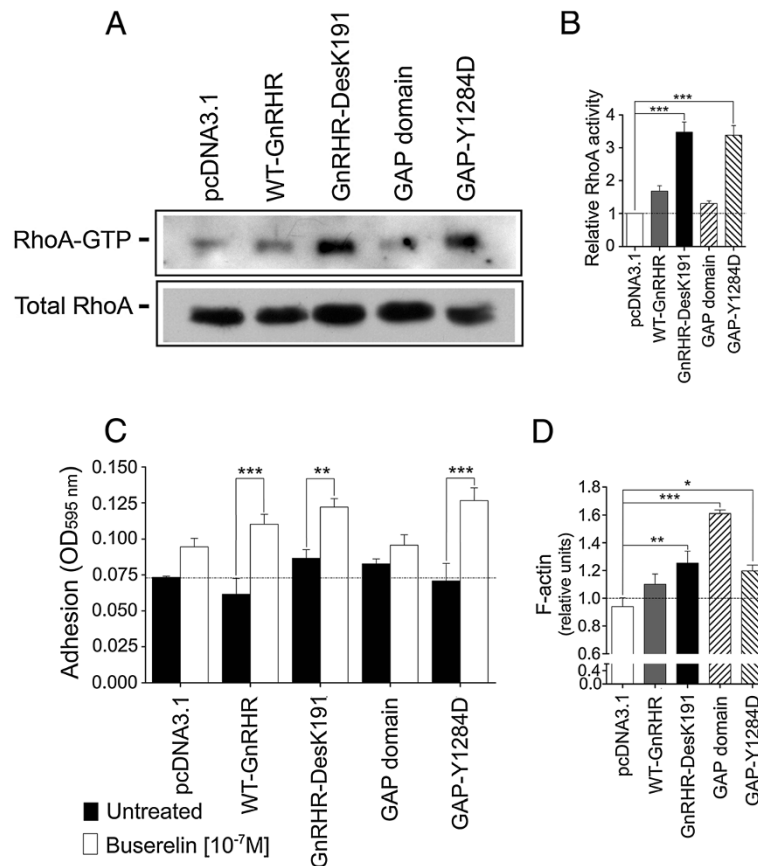 A
pcDNA3.1
WT-GnRHR
GnRHR-DesK191
GAP domain
GAP-Y1284D
RhoA-GTP
Total RhoA
B
Relative RhoA activity
4
3
2
1
0
***
***
pcDNA3.1
WT-GnRHR
GnRHR-DesK191
GAP domain
GAP-Y1284D
C
Adhesion (OD595 nm)
0.150
0.125
0.100
0.075
0.050
0.025
0.000
***
**
***
pcDNA3.1
WT-GnRHR
GnRHR-DesK191
GAP domain
GAP-Y1284D
Untreated
Buserelin [10-7M]
D
F-actin
(relative units)
1.8
1.6
1.4
1.2
1.0
0.8
0.6
0.4
0.0
*
***
**
pcDNA3.1
WT-GnRHR
GnRHR-DesK191
GAP domain
GAP-Y1284D